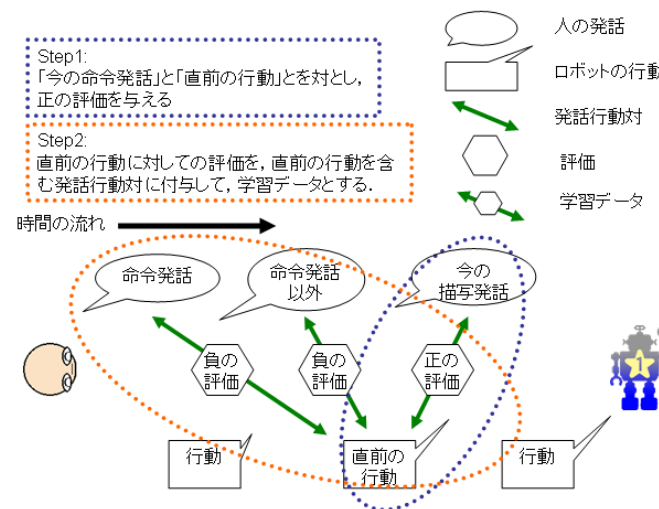 Step1:
「今の命令発話」と「直前の行動」とを対とし,
正の評価を与える
Step2:
直前の行動に対しての評価を, 直前の行動を含
む発話行動対に付与して, 学習データとする.
人の発話
ロボットの行動
発話行動対
評価
学習データ
時間の流れ
命令発話
命令発話
以外
今の
描写発話
負の
評価
負の
評価
正の
評価
行動
直前の
行動
行動
1